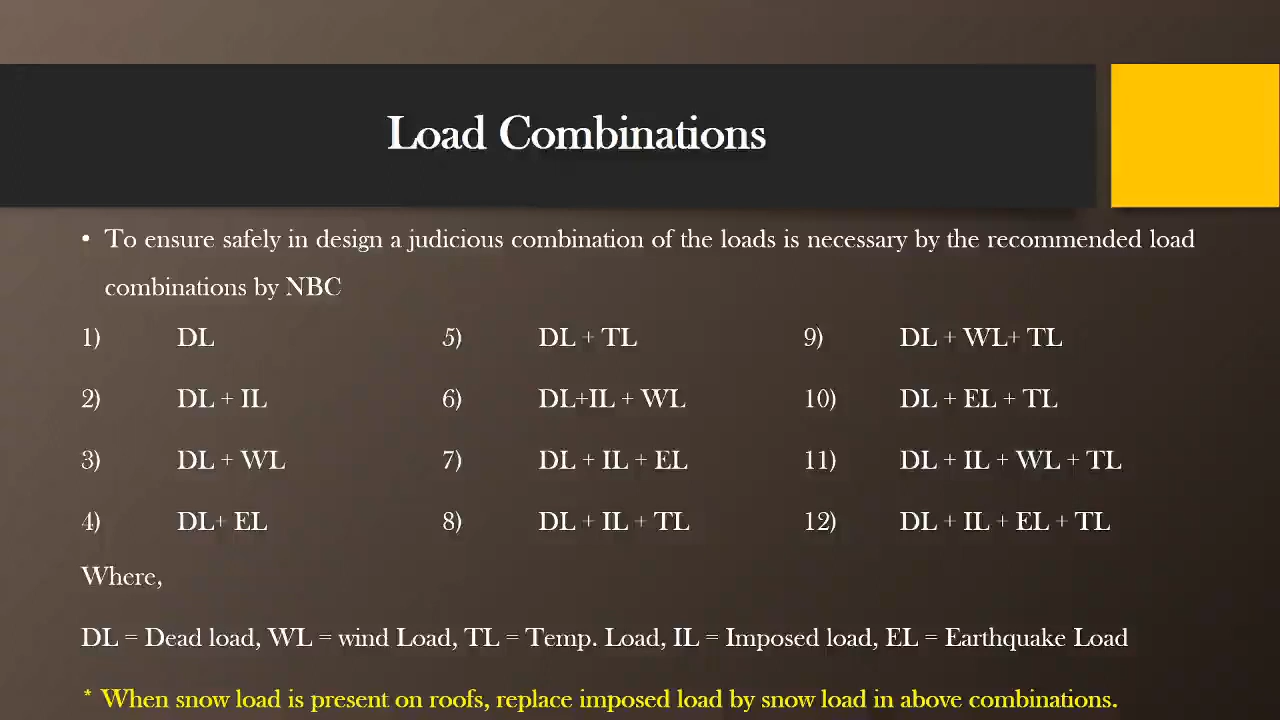 Load Combinations
• To ensure safely in design a judicious combination of the loads is necessary by the recommended load
combinations by NBC
1) DL 5) DL + TL 9) DL + WL+ TL
2) DL + IL 6) DL+IL + WL 10) DL + EL + TL
3) DL + WL 7) DL + IL + EL 11) DL + IL + WL + TL
4) DL+ EL 8) DL + IL + TL 12) DL + IL + EL + TL
Where,
DL = Dead load, WL = wind Load, TL = Temp. Load, IL = Imposed load, EL = Earthquake Load
* When snow load is present on roofs, replace imposed load by snow load in above combinations.